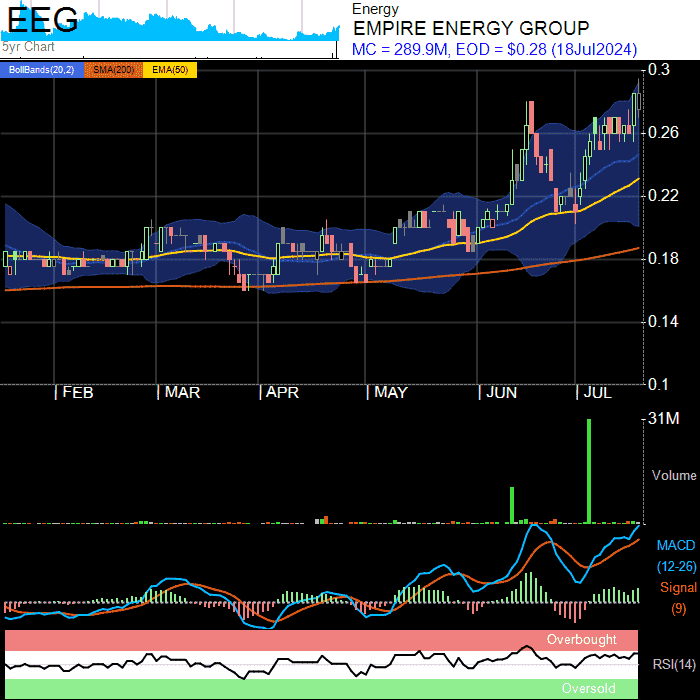 EEG
5yr Chart
Energy
EMPIRE ENERGY GROUP
MC = 289.9M, EOD = $0.28 (18Jul2024)
BollBands(20,2) SMA(200) EMA(50)
0.3
0.26
0.22
0.18
0.14
0.1
FEB MAR APR MAY JUN JUL
31M
Volume
MACD
(12-26)
Signal
(9)
Overbought
RSI(14)
Oversold